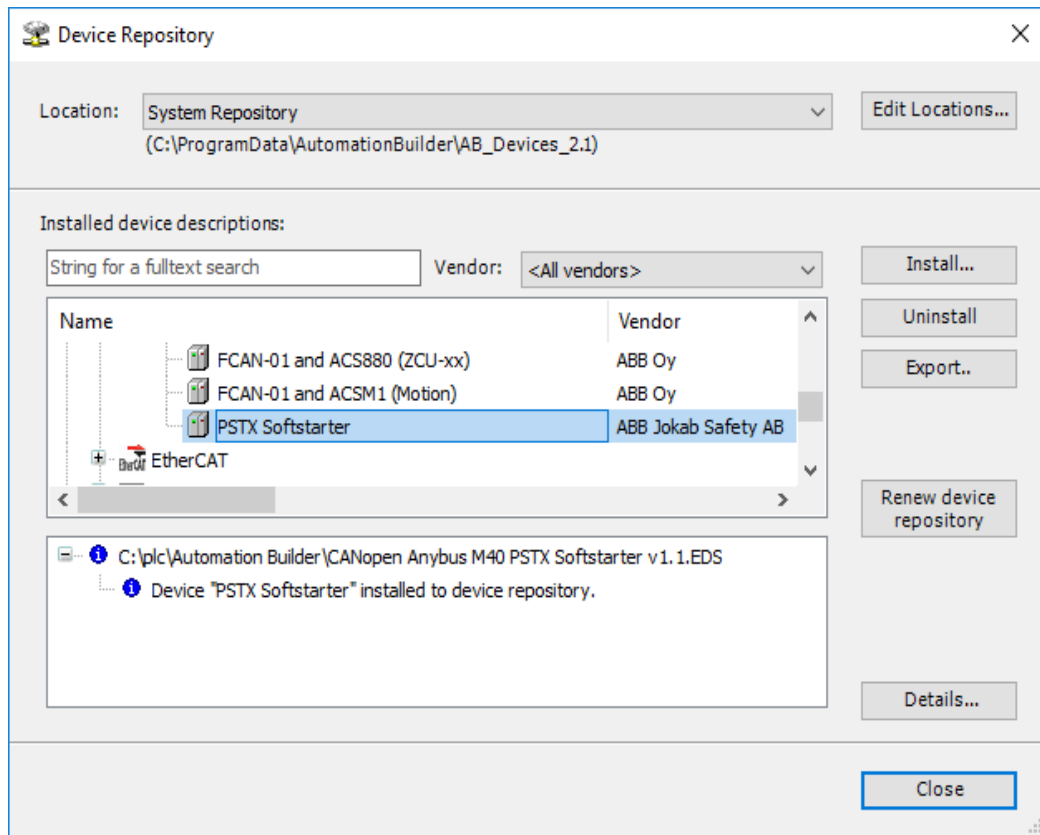 Device Repository
Location: System Repository Edit Locations...
(C:\ProgramData\AutomationBuilder\AB_Devices_2.1)
Installed device descriptions:
String for a fulltext search Vendor: <All vendors> Install...
Name Vendor Uninstall
FCAN-01 and ACS880 (ZCU-xx) ABB Oy Export..
FCAN-01 and ACSM1 (Motion) ABB Oy
PSTX Softstarter ABB Jokab Safety AB
EtherCAT EtherCAT
Renew device
repository
C:\plc\Automation Builder\CANopen Anybus M40 PSTX Softstarter v1.1.EDS
Device "PSTX Softstarter" installed to device repository.
Details...
Close